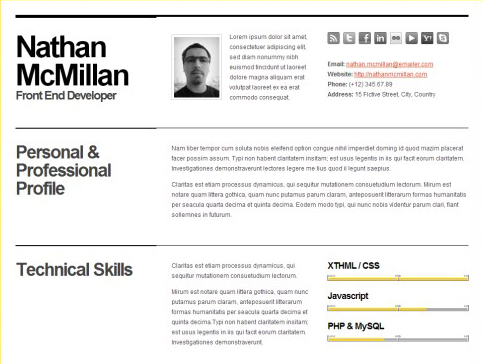 Nathan
McMillan
Front End Developer
Lorem ipsum dolor sit amet,
consectetuer adipiscing elit,
sed diam nonummy nibh
euismod tincidunt ut laoreet
dolore magna aliquam erat
volutpat laoreet ex ea erat
commodo consequat.
Email: nathan.mcmillan@emailer.com
Website: http://nathanmcmillan.com
Phone: (+12) 345.67.89
Address: 15 Fictive Street, City, Country
Personal &
Professional
Profile
Nam liber tempor cum soluta nobis eleifend option congue nihil imperdiet doming id quod mazim placerat
facer possim assum. Typi non habent claritatem insitam; est usus legentis in iis qui facit eorum claritatem.
Investigationes demonstraverunt lectores legere me lius quod ii legunt saepius.
Claritas est etiam processus dynamicus, qui sequitur mutationem consuetudium lectorum. Mirum est
notare quam littera gothica, quam nunc putamus parum claram, anteposuerit litterarum formas humanitatis
per seacula quarta decima et quinta decima. Eodem modo typi, qui nunc nobis videntur parum clari, fiant
sollemnes in futurum.
Technical Skills
Claritas est etiam processus dynamicus, qui
sequitur mutationem consuetudium lectorum.
Mirum est notare quam littera gothica, quam nunc
putamus parum claram, anteposuerit litterarum
formas humanitatis per seacula quarta decima et
quinta decima.Typi non habent claritatem insitam;
est usus legentis in iis qui facit eorum claritatem.
Investigationes demonstraverunt.
XTHML / CSS
Javascript
PHP & MySQL